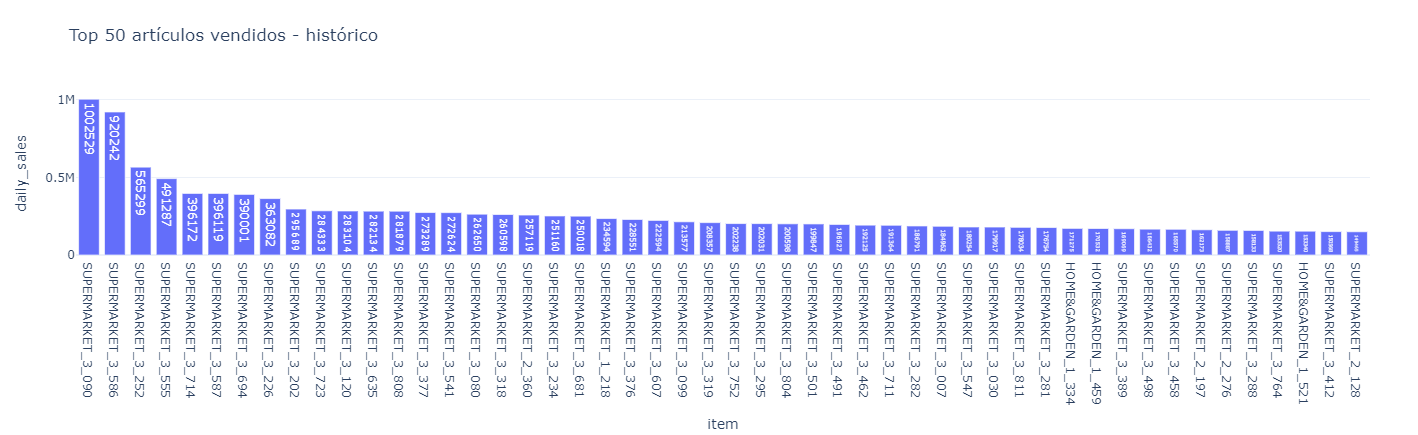 Top 50 artículos vendidos - histórico
daily_sales
1M
0.5M
0
1002529
920242
565299
491287
396172
396119
390001
363082
295689
284333
283104
282134
281879
273289
272624
262650
260598
257119
251160
250018
234594
228551
222594
213577
208357
202238
202031
200598
199847
192125
191364
SUPERMARKET_3_090
SUPERMARKET_3_586
SUPERMARKET_3_252
SUPERMARKET_3_555
SUPERMARKET_3_714
SUPERMARKET_3_587
SUPERMARKET_3_694
SUPERMARKET_3_226
SUPERMARKET_3_202
SUPERMARKET_3_723
SUPERMARKET_3_120
SUPERMARKET_3_635
SUPERMARKET_3_808
SUPERMARKET_3_377
SUPERMARKET_3_541
SUPERMARKET_3_080
SUPERMARKET_3_318
SUPERMARKET_2_360
SUPERMARKET_3_234
SUPERMARKET_3_681
SUPERMARKET_1_218
SUPERMARKET_3_376
SUPERMARKET_3_607
SUPERMARKET_3_099
SUPERMARKET_3_319
SUPERMARKET_3_752
SUPERMARKET_3_295
SUPERMARKET_3_804
SUPERMARKET_3_501
SUPERMARKET_3_491
SUPERMARKET_3_462
SUPERMARKET_3_711
SUPERMARKET_3_282
SUPERMARKET_3_007
SUPERMARKET_3_547
SUPERMARKET_3_030
SUPERMARKET_3_811
SUPERMARKET_3_281
HOME&GARDEN_1_334
HOME&GARDEN_1_459
SUPERMARKET_3_389
SUPERMARKET_3_498
SUPERMARKET_3_458
SUPERMARKET_2_197
SUPERMARKET_2_276
SUPERMARKET_3_288
SUPERMARKET_3_764
HOME&GARDEN_1_521
SUPERMARKET_3_412
SUPERMARKET_2_128
item